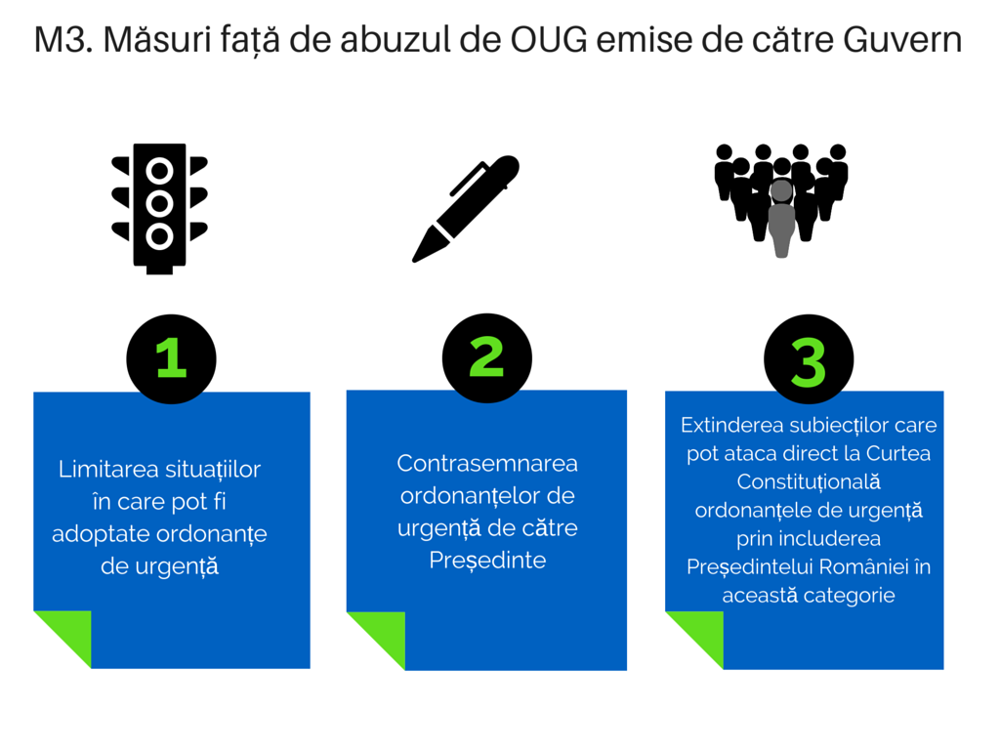 M3. Măsuri față de abuzul de OUG emise de către Guvern
1
Limitarea situațiilor
în care pot fi
adoptate ordonanțe
de urgență
2
Contrasemnarea
ordonanțelor de
urgență de către
Președinte
3
Extinderea subiecților care
pot ataca direct la Curtea
Constituțională
ordonanțele de urgență
prin includerea
Președintelui României în
această categorie